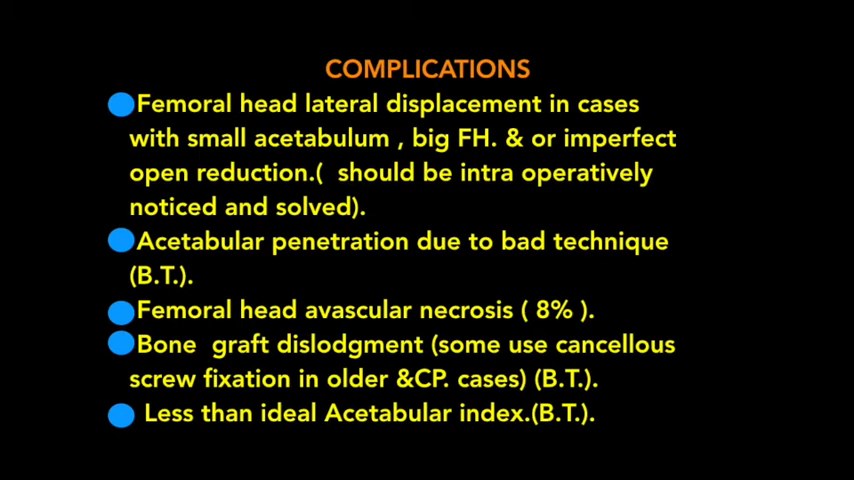 COMPLICATIONS
Femoral head lateral displacement in cases
with small acetabulum , big FH. & or imperfect
open reduction.( should be intra operatively
noticed and solved).
Acetabular penetration due to bad technique
(B.T.).
Femoral head avascular necrosis ( 8% ).
Bone graft dislodgment (some use cancellous
screw fixation in older &CP. cases) (B.T.).
Less than ideal Acetabular index.(B.T.).